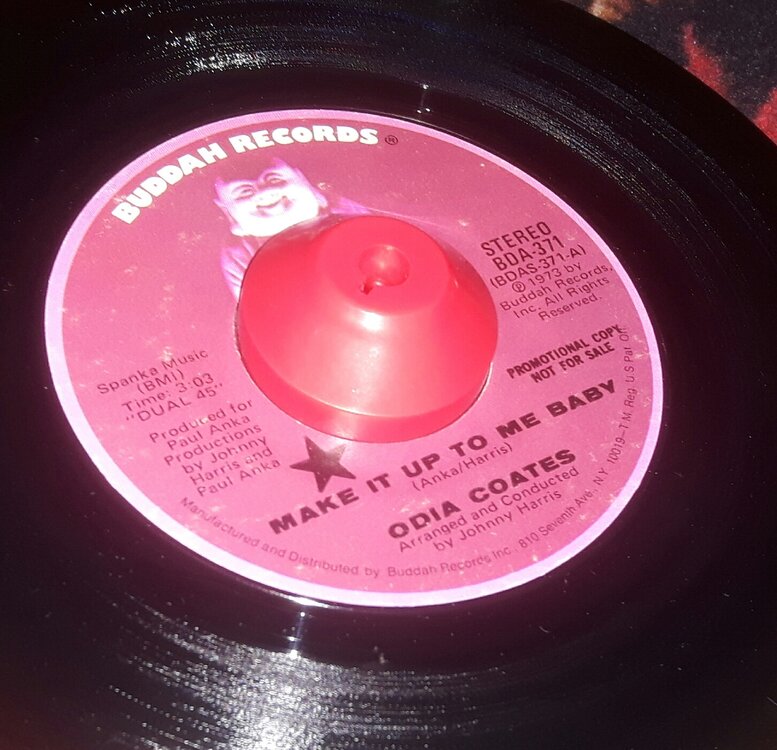 BUDDAH RECORDS®
STEREO
BDA-371
(BDAS-371-A)
℗ 1973 by
Buddah Records,
Inc. All Rights
Reserved.
PROMOTIONAL COPY
NOT FOR SALE
Spanka Music
(BMI)
Time: 3:03
"DUAL 45"
Produced for
Paul Anka
Productions
by Johnny
Harris and
Paul Anka
MAKE IT UP TO ME BABY
(Anka/Harris)
ODIA COATES
Arranged and Conducted
by Johnny Harris
Manufactured and Distributed by Buddah Records Inc. 810 Seventh Ave. N.Y. 10019–T M Reg. U S Pat Off.